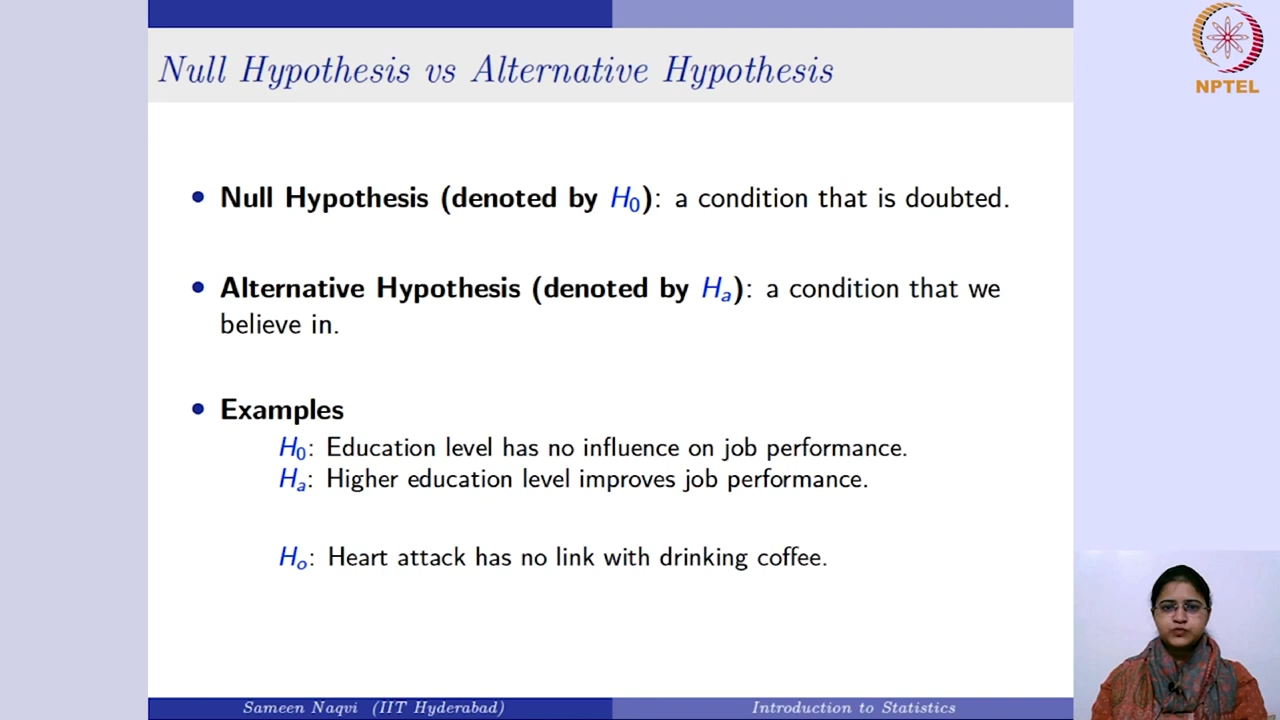 Null Hypothesis vs Alternative Hypothesis
NPTEL
• Null Hypothesis (denoted by H₀): a condition that is doubted.
• Alternative Hypothesis (denoted by Hₐ): a condition that we
believe in.
• Examples
H₀: Education level has no influence on job performance.
Hₐ: Higher education level improves job performance.
Hₒ: Heart attack has no link with drinking coffee.
Sameen Naqvi (IIT Hyderabad) Introduction to Statistics